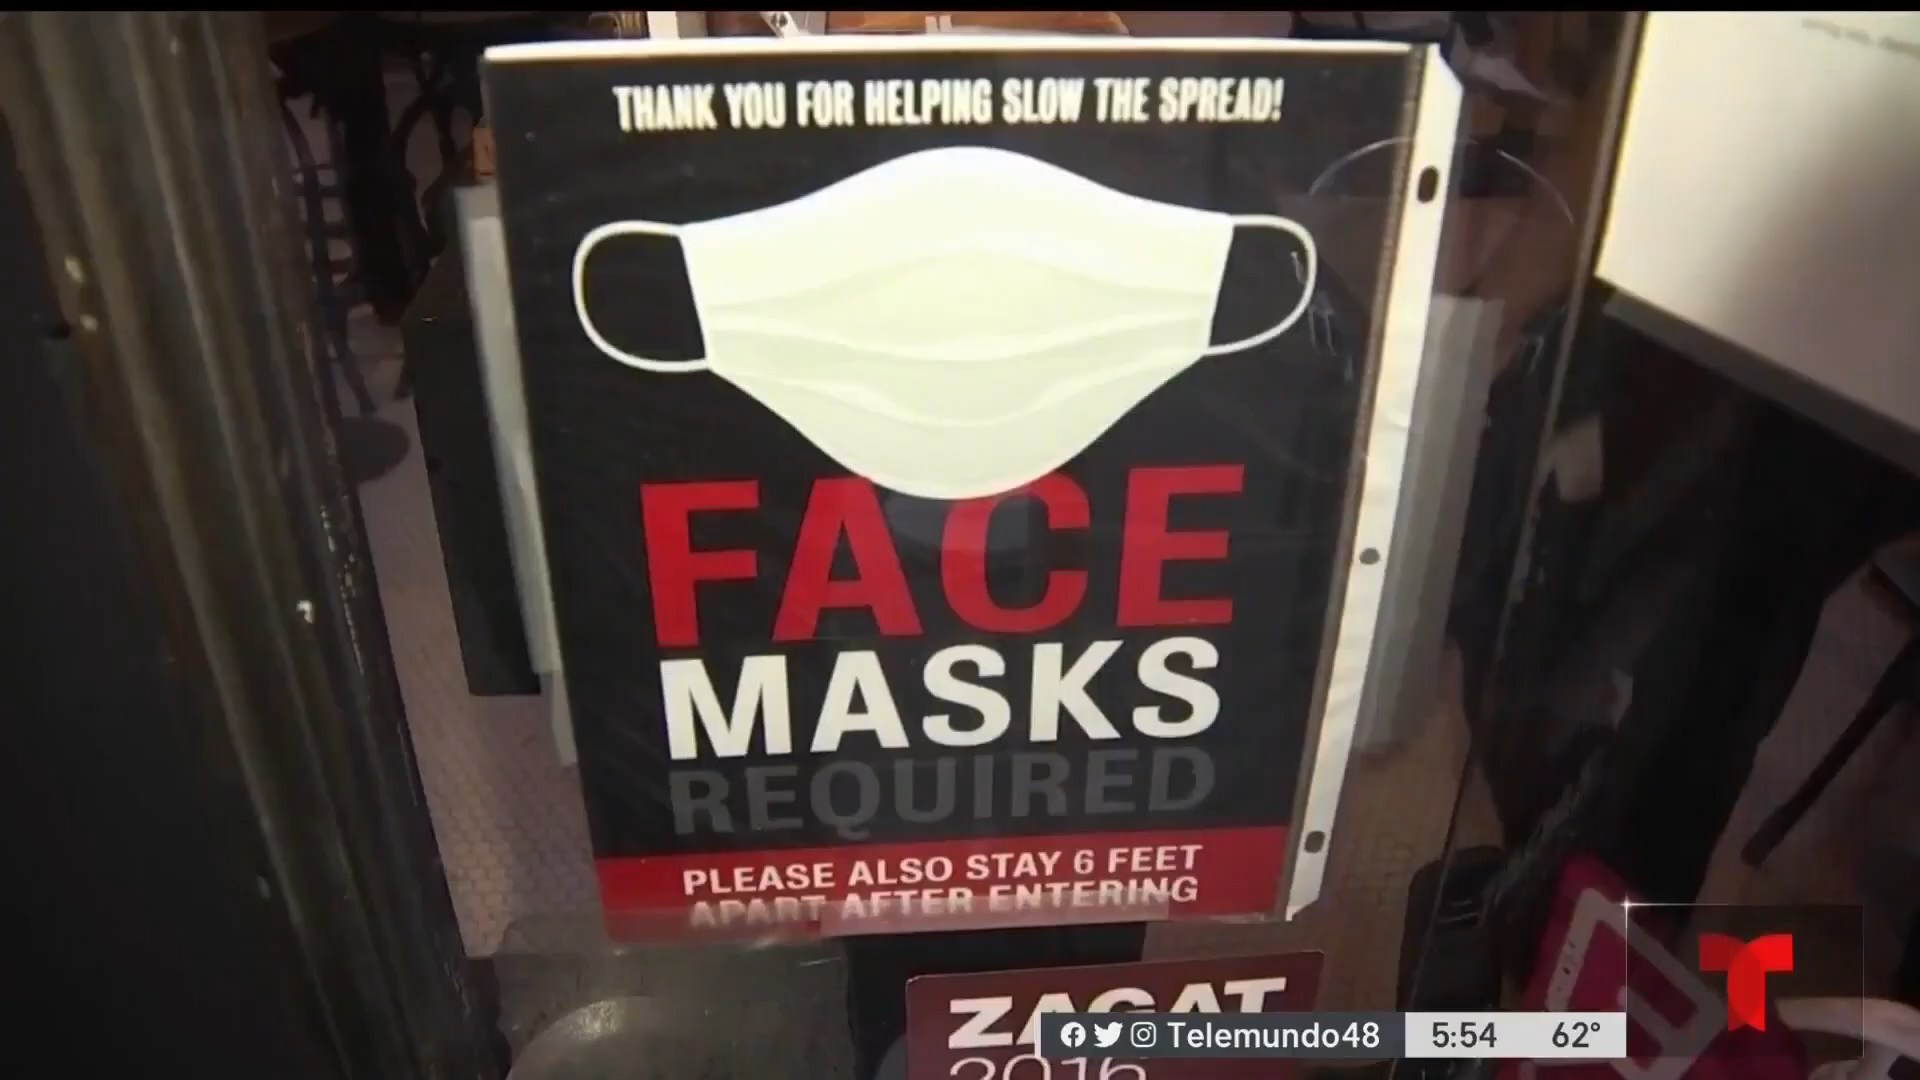 THANK YOU FOR HELPING SLOW THE SPREAD!
FACE
MASKS
REQUIRED
PLEASE ALSO STAY 6 FEET
APART AFTER ENTERING
ZAGAT
2016
Telemundo48 5:54 62°